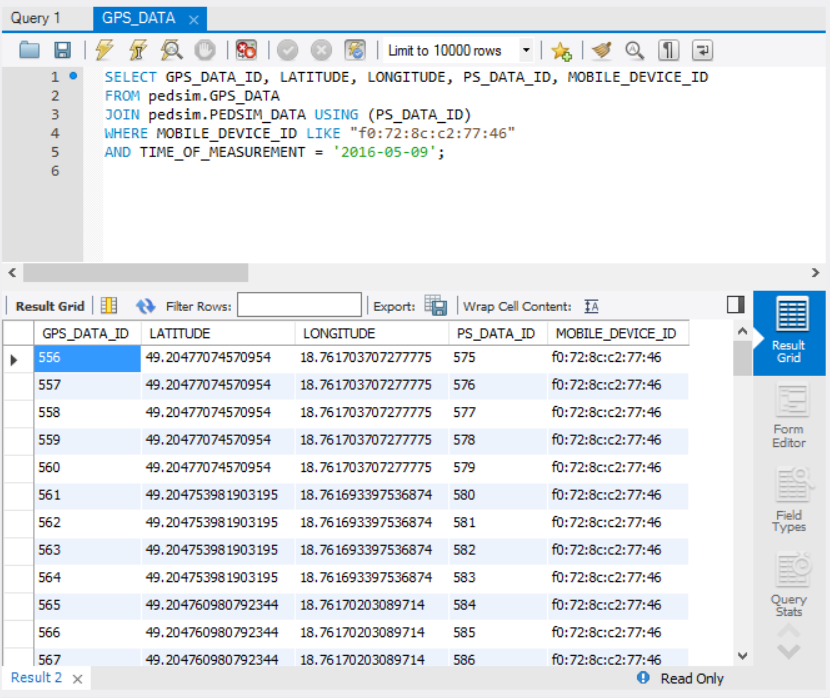 Query 1 GPS_DATA ×
Limit to 10000 rows
1 SELECT GPS_DATA_ID, LATITUDE, LONGITUDE, PS_DATA_ID, MOBILE_DEVICE_ID
2 FROM pedsim.GPS_DATA
3 JOIN pedsim.PEDSIM_DATA USING (PS_DATA_ID)
4 WHERE MOBILE_DEVICE_ID LIKE "f0:72:8c:c2:77:46"
5 AND TIME_OF_MEASUREMENT = '2016-05-09';
6
Result Grid Filter Rows: Export: Wrap Cell Content: IA
GPS_DATA_ID LATITUDE LONGITUDE PS_DATA_ID MOBILE_DEVICE_ID
556 49.20477074570954 18.761703707277775 575 f0:72:8c:c2:77:46
557 49.20477074570954 18.761703707277775 576 f0:72:8c:c2:77:46
558 49.20477074570954 18.761703707277775 577 f0:72:8c:c2:77:46
559 49.20477074570954 18.761703707277775 578 f0:72:8c:c2:77:46
560 49.20477074570954 18.761703707277775 579 f0:72:8c:c2:77:46
561 49.204753981903195 18.761693397536874 580 f0:72:8c:c2:77:46
562 49.204753981903195 18.761693397536874 581 f0:72:8c:c2:77:46
563 49.204753981903195 18.761693397536874 582 f0:72:8c:c2:77:46
564 49.204753981903195 18.761693397536874 583 f0:72:8c:c2:77:46
565 49.204760980792344 18.76170203089714 584 f0:72:8c:c2:77:46
566 49.204760980792344 18.76170203089714 585 f0:72:8c:c2:77:46
567 49.204760980792344 18.76170203089714 586 f0:72:8c:c2:77:46
Result
Grid
Form
Editor
Field
Types
Query
Stats
Result 2 × Read Only